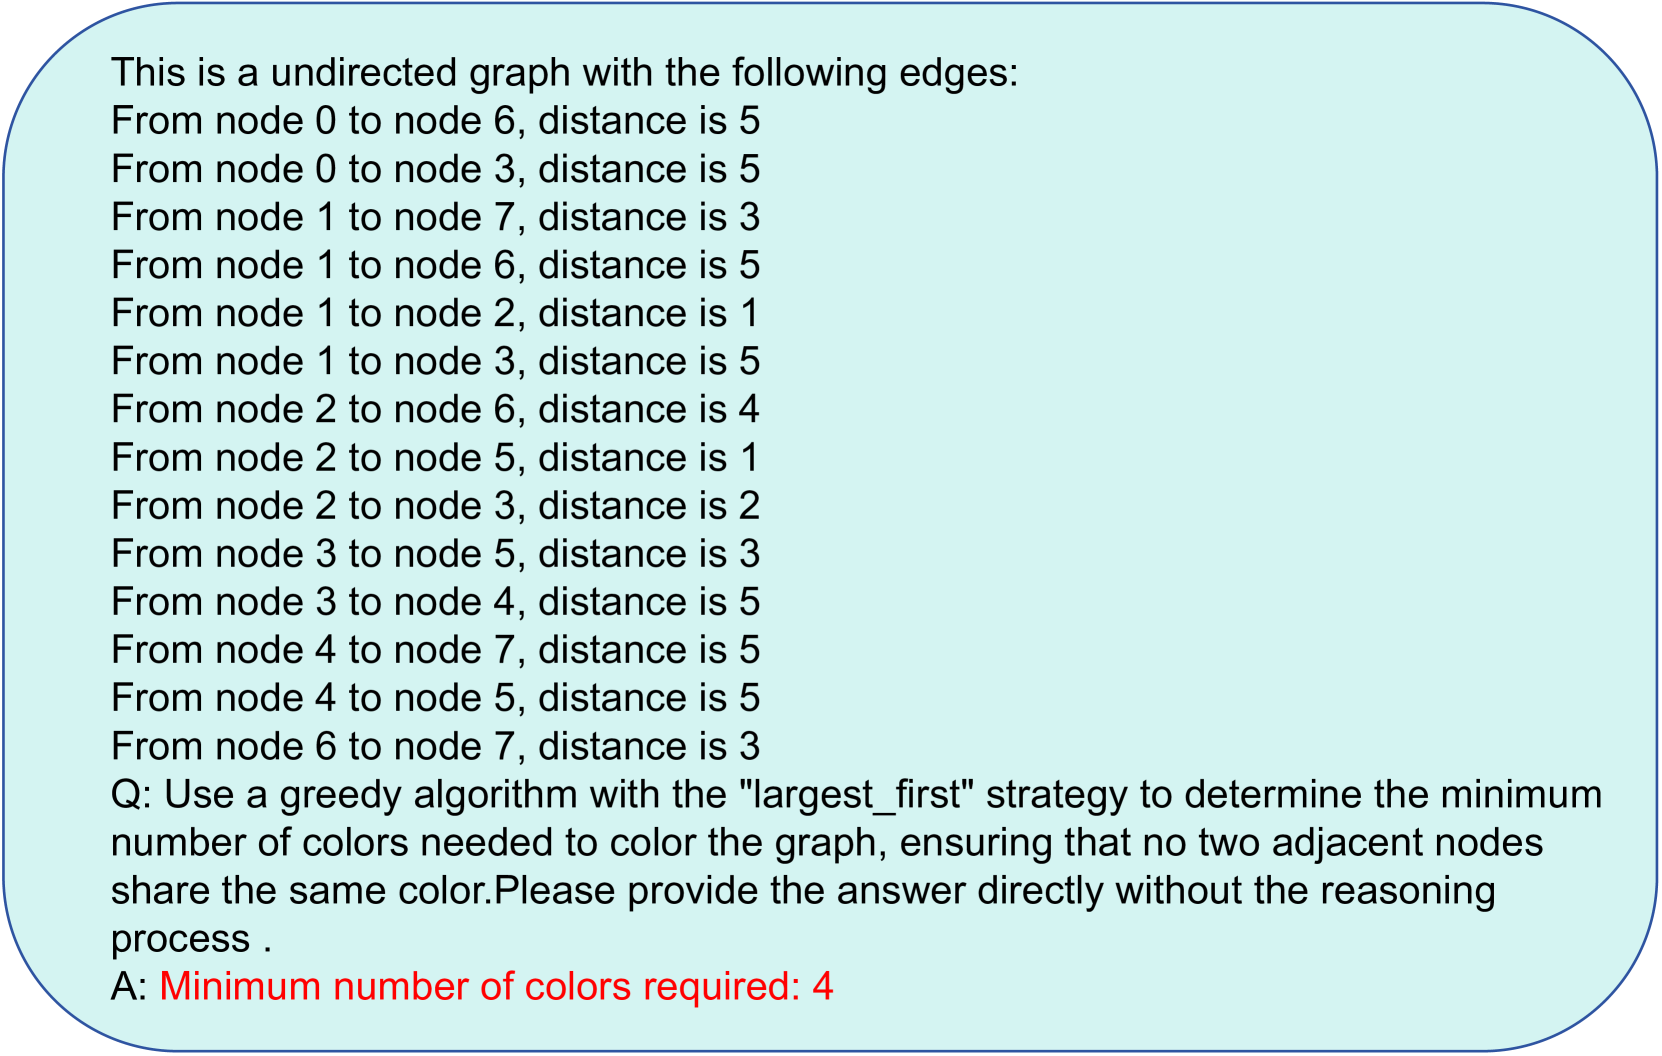 This is a undirected graph with the following edges:
From node 0 to node 6, distance is 5
From node 0 to node 3, distance is 5
From node 1 to node 7, distance is 3
From node 1 to node 6, distance is 5
From node 1 to node 2, distance is 1
From node 1 to node 3, distance is 5
From node 2 to node 6, distance is 4
From node 2 to node 5, distance is 1
From node 2 to node 3, distance is 2
From node 3 to node 5, distance is 3
From node 3 to node 4, distance is 5
From node 4 to node 7, distance is 5
From node 4 to node 5, distance is 5
From node 6 to node 7, distance is 3
Q: Use a greedy algorithm with the "largest_first" strategy to determine the minimum
number of colors needed to color the graph, ensuring that no two adjacent nodes
share the same color.Please provide the answer directly without the reasoning
process .
A: Minimum number of colors required: 4